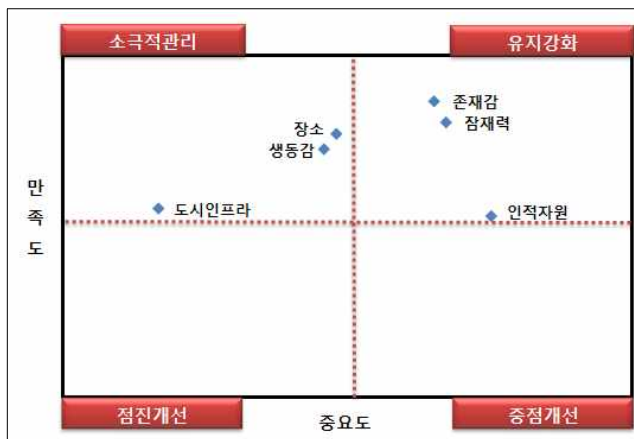 소극적관리
유지강화
존재감
잠재력
장소
생동감
만족도
도시인프라
인적자원
점진개선
중요도
중점개선